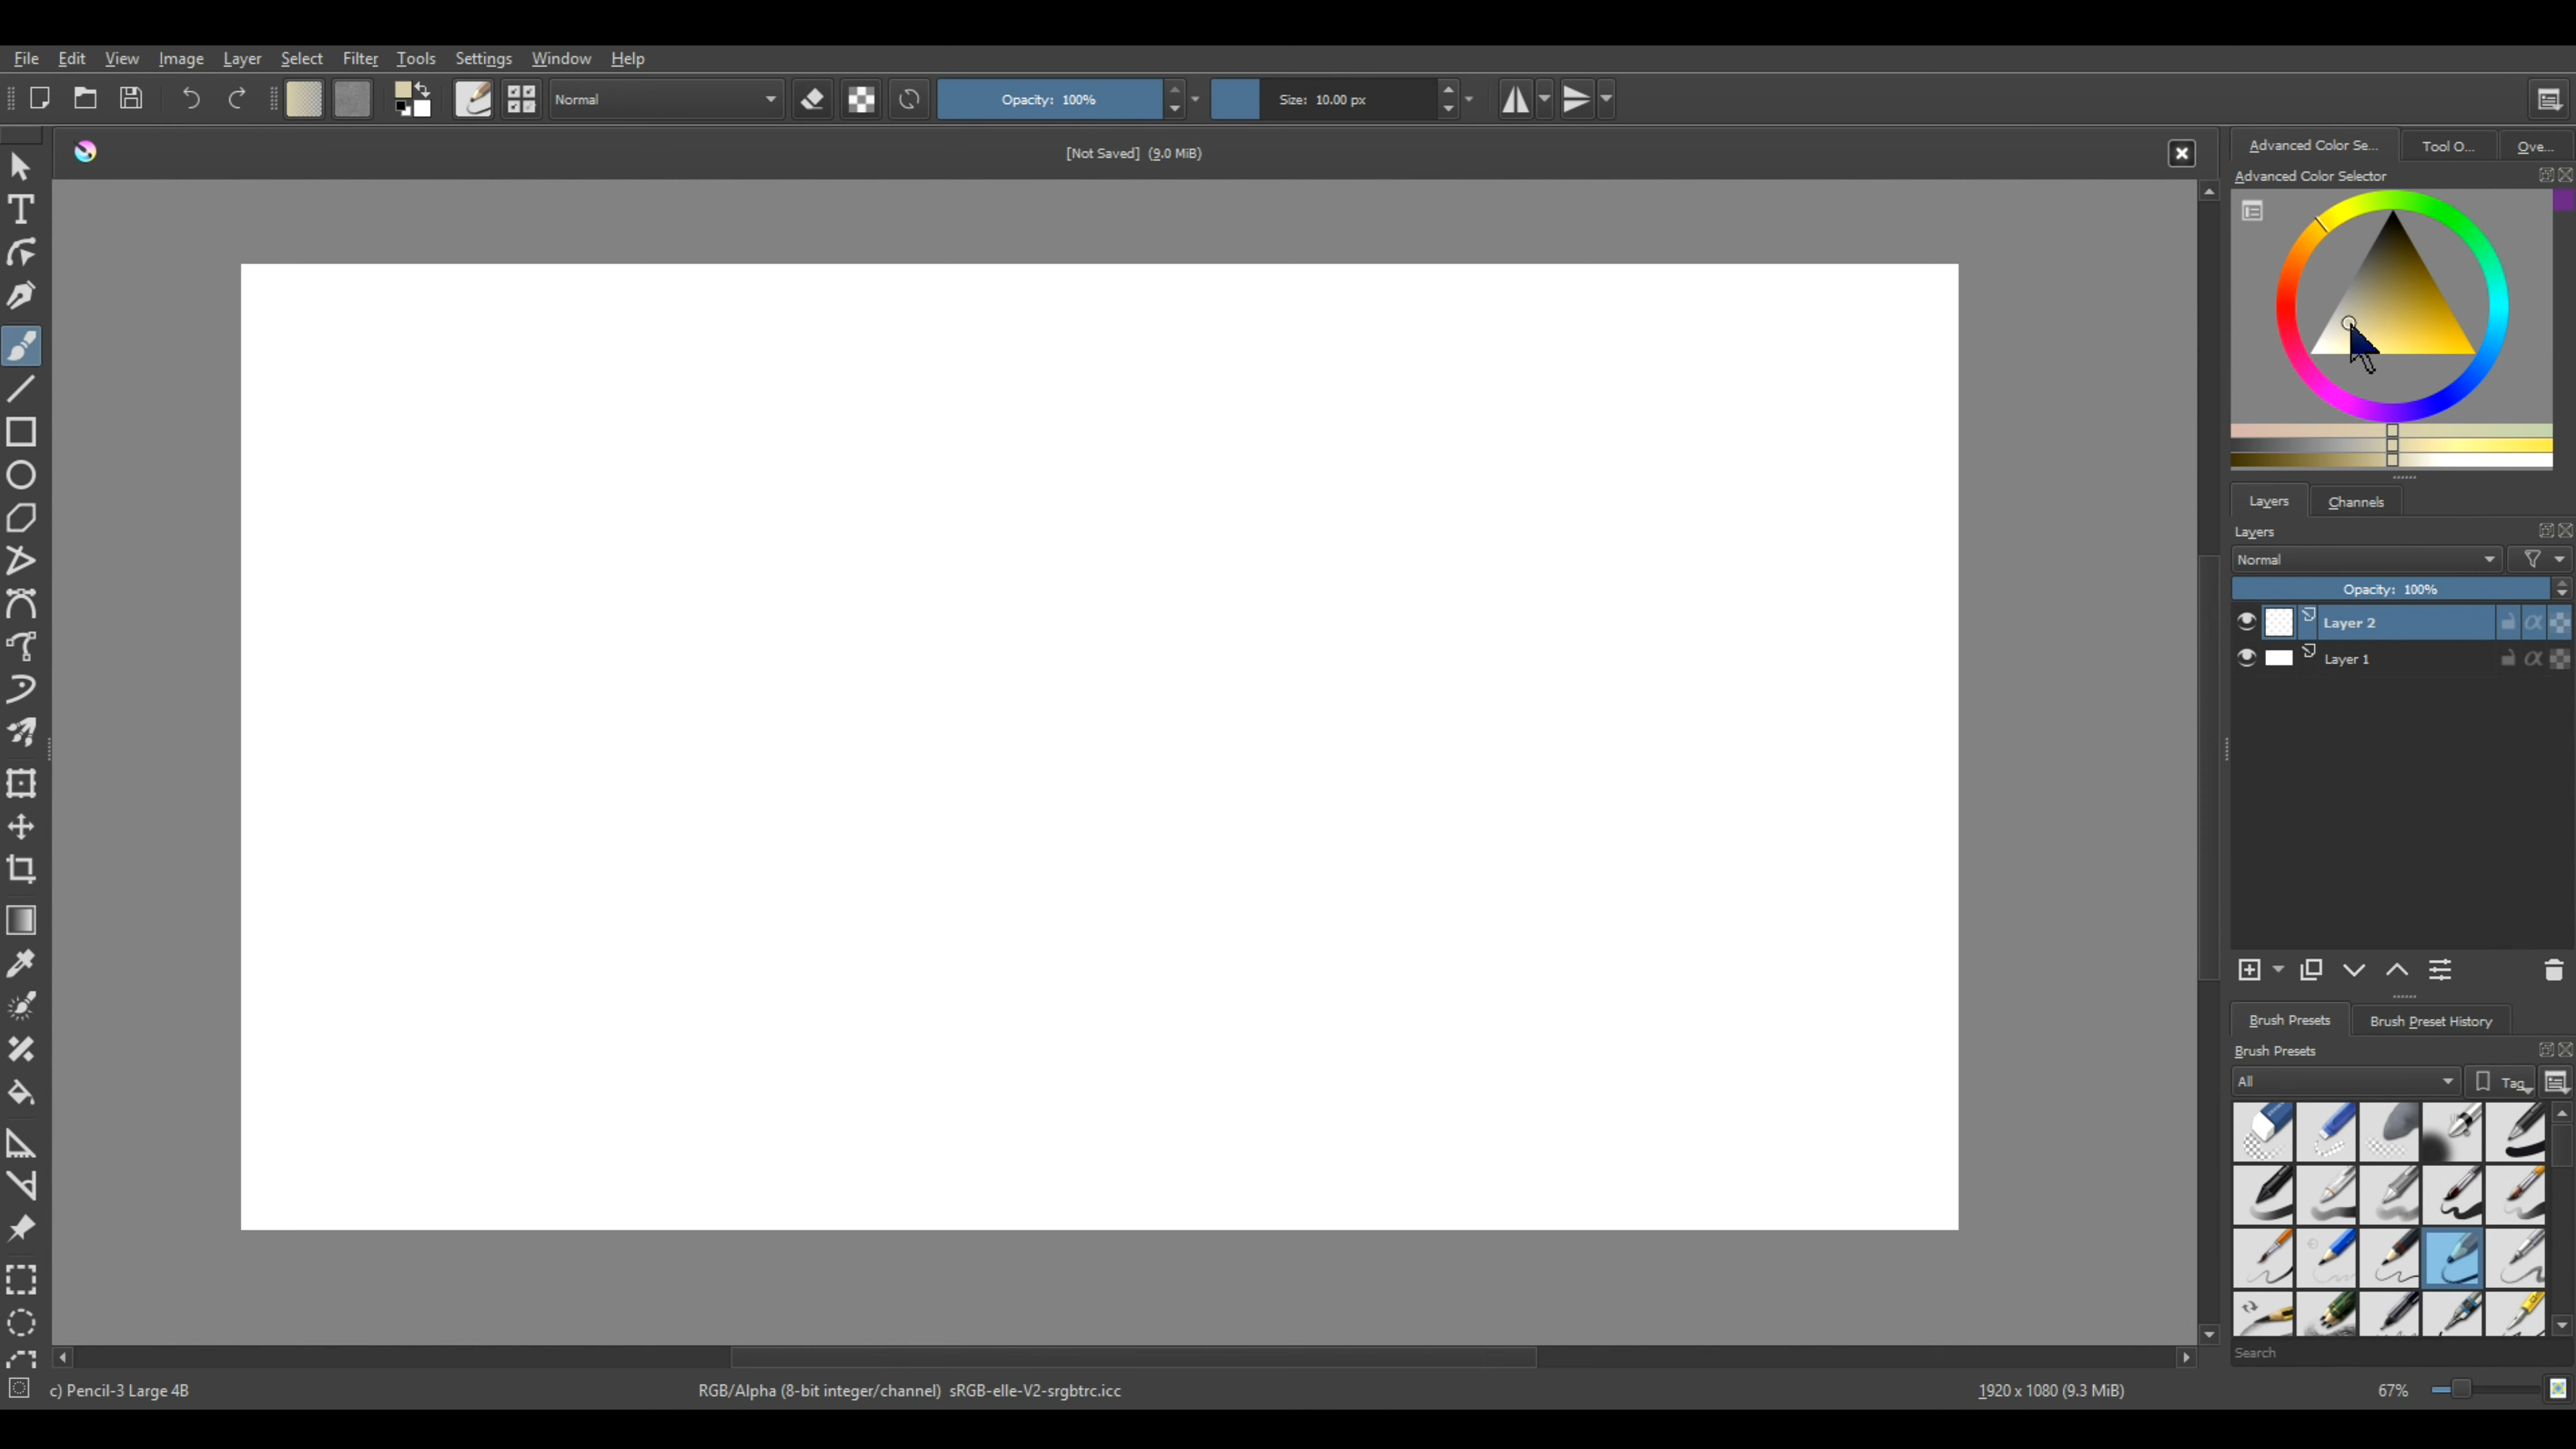 File Edit View Image Layer Select Filter Tools Settings Window Help
Normal Opacity: 100% Size: 10.00 px
[Not Saved] (9.0 MiB)
Advanced Color Se... Tool O... Ove...
Advanced Color Selector
Layers Channels
Layers
Normal
Opacity: 100%
Layer 2
Layer 1
Brush Presets Brush Preset History
Brush Presets
All Tag
Search
c) Pencil-3 Large 4B RGB/Alpha (8-bit integer/channel) sRGB-elle-V2-srgbtrc.icc 1920 x 1080 (9.3 MiB) 67%